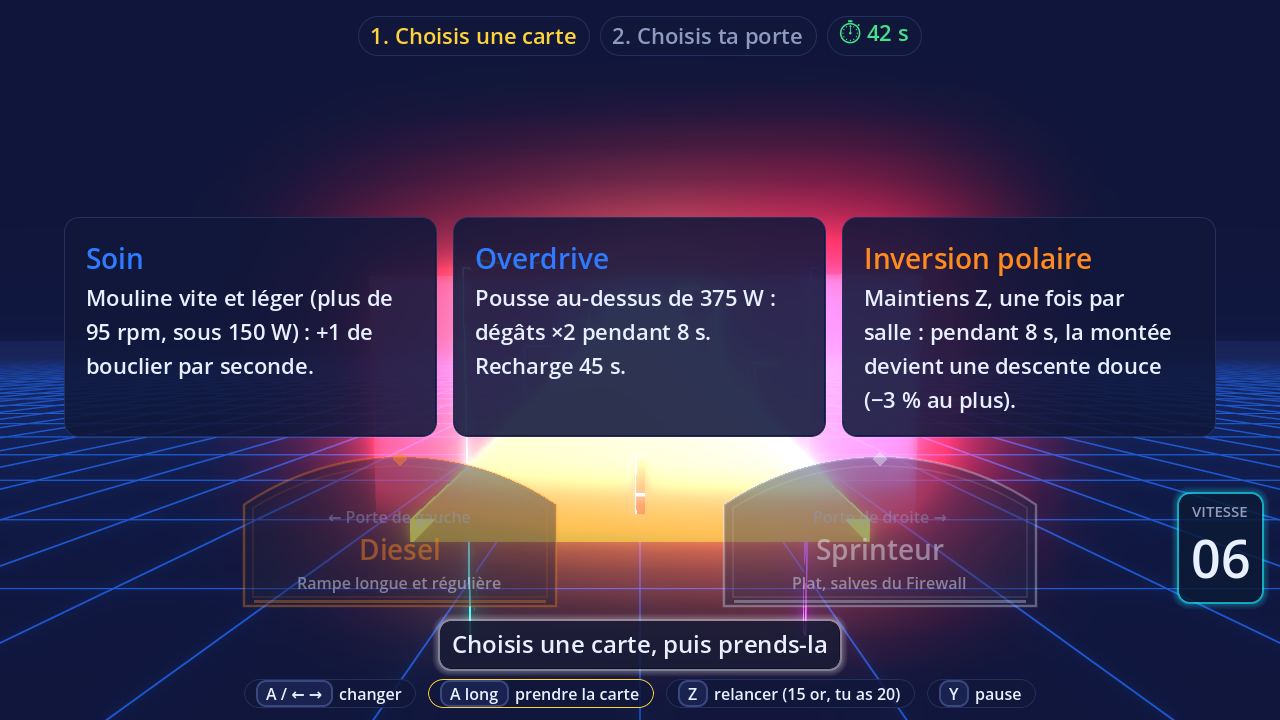 1. Choisis une carte
2. Choisis ta porte
42 s
Soin
Mouline vite et léger (plus de
95 rpm, sous 150 W) : +1 de
bouclier par seconde.
Overdrive
Pousse au-dessus de 375 W :
dégâts ×2 pendant 8 s.
Recharge 45 s.
Inversion polaire
Maintiens Z, une fois par
salle : pendant 8 s, la montée
devient une descente douce
(−3 % au plus).
← Porte de gauche
Diesel
Rampe longue et régulière
Porte de droite →
Sprinteur
Plat, salves du Firewall
VITESSE
06
Choisis une carte, puis prends-la
A / ← → changer
A long prendre la carte
Z relancer (15 or, tu as 20)
Y pause